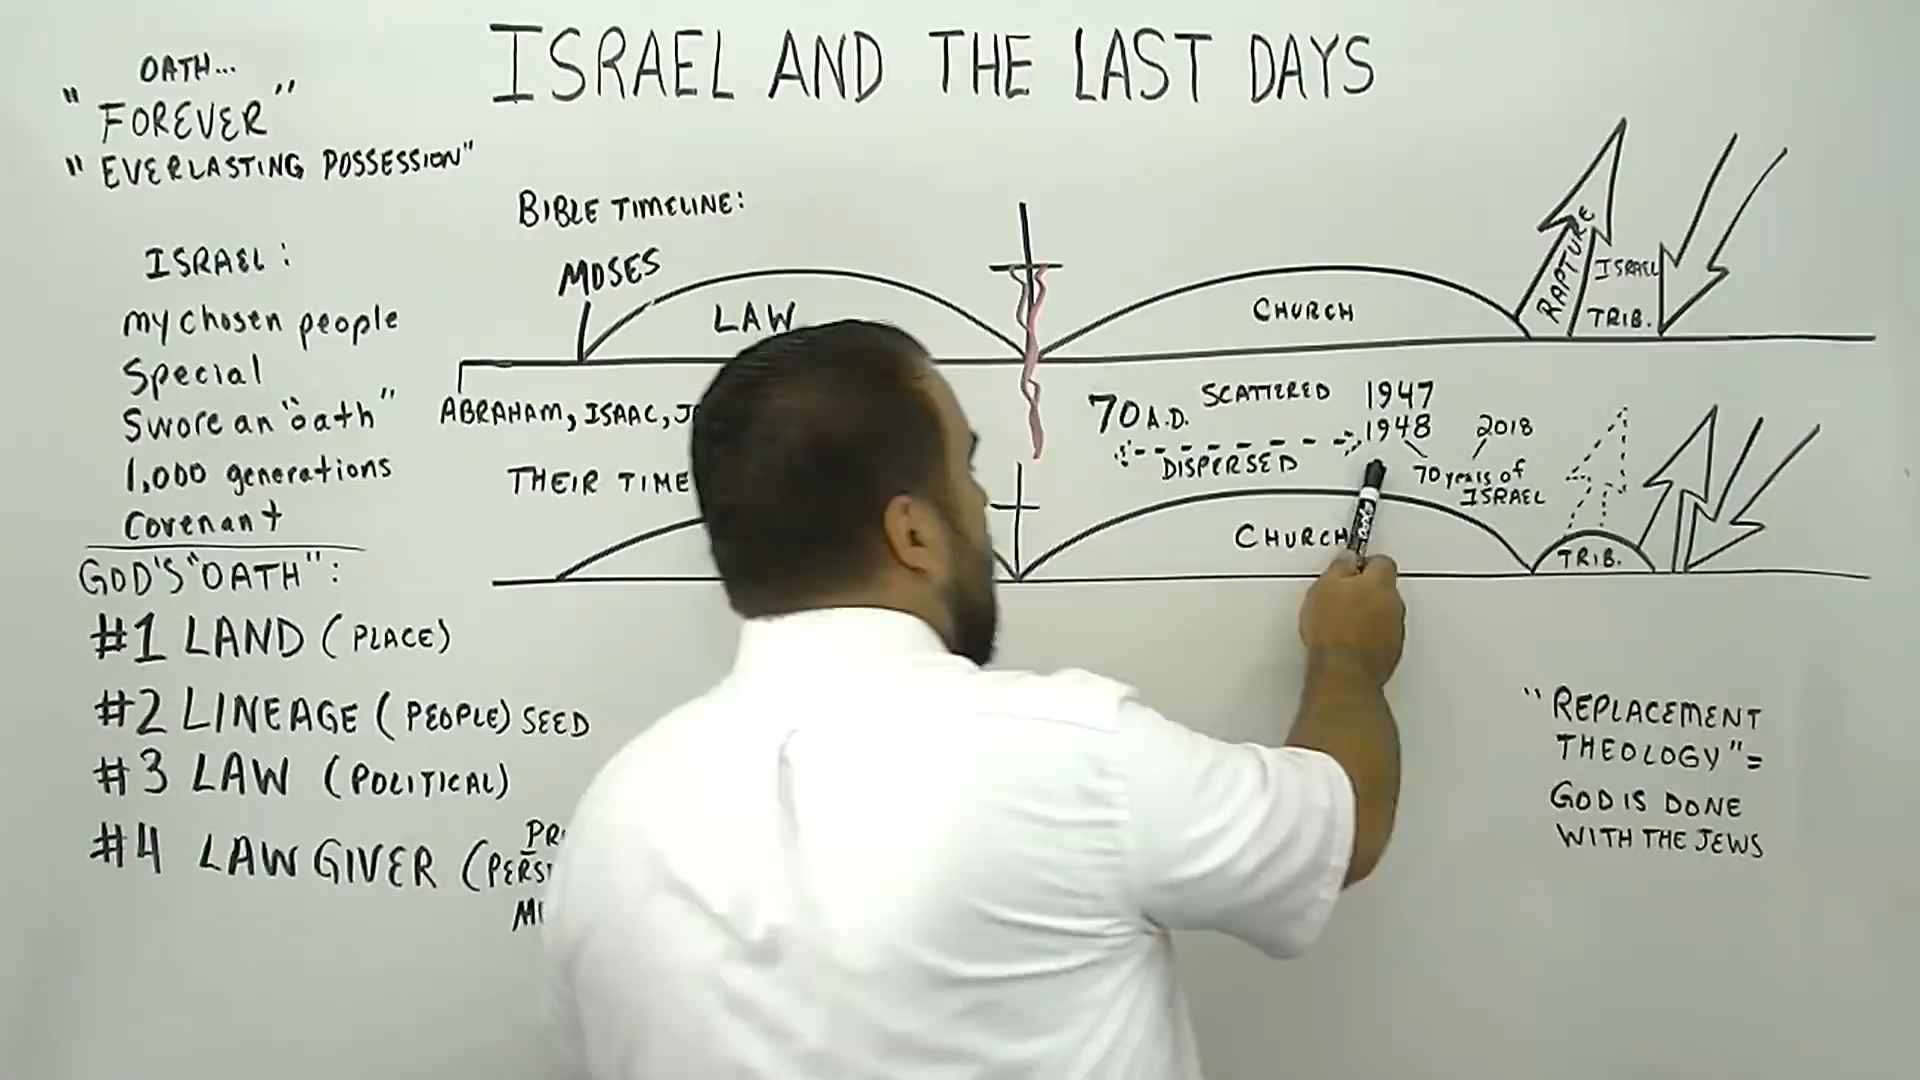 ISRAEL AND THE LAST DAYS
OATH...
"FOREVER"
"EVERLASTING POSSESSION"
ISRAEL:
my chosen people
Special
Swore an "oath"
1,000 generations
Covenant
GOD'S "OATH":
#1 LAND (PLACE)
#2 LINEAGE (PEOPLE) SEED
#3 LAW (POLITICAL)
#4 LAW GIVER
BIBLE TIMELINE:
MOSES
LAW
CHURCH
RAPTURE
ISRAEL
TRIB.
ABRAHAM, ISAAC,
THEIR TIME
70 A.D.
SCATTERED
DISPERSED
1947
1948
2018
70 years of
ISRAEL
CHURCH
TRIB.
"REPLACEMENT
THEOLOGY" =
GOD IS DONE
WITH THE JEWS